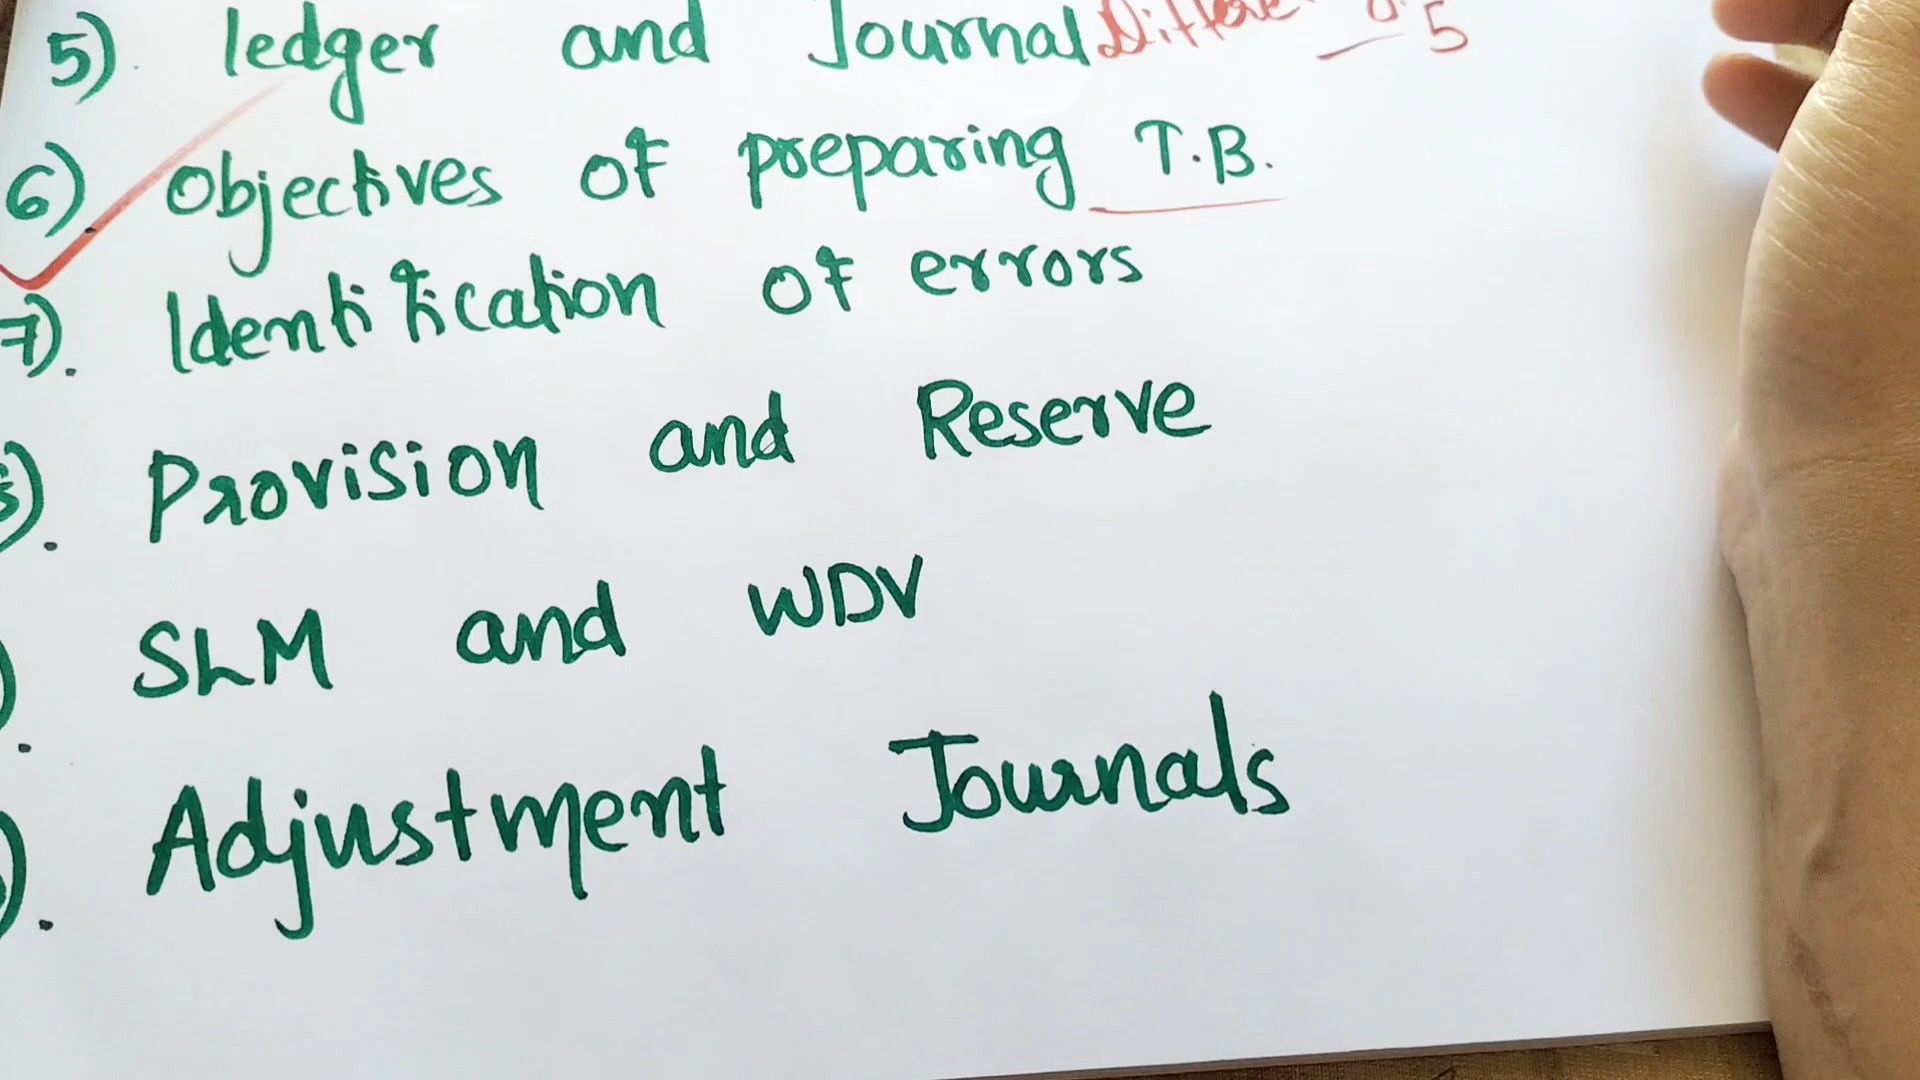 5). ledger and Journal — 5
6) Objectives of preparing T.B.
7). Identification of errors
). Provision and Reserve
) SLM and WDV
). Adjustment Journals